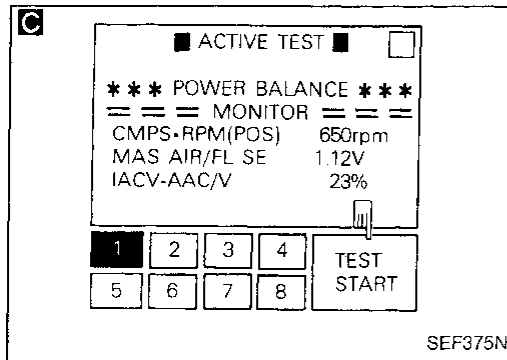 C
■ ACTIVE TEST ■ □
*** POWER BALANCE ***
= = = MONITOR = = =
CMPS•RPM(POS) 650rpm
MAS AIR/FL SE 1.12V
IACV-AAC/V 23%
1 2 3 4
TEST START
5 6 7 8
SEF375N